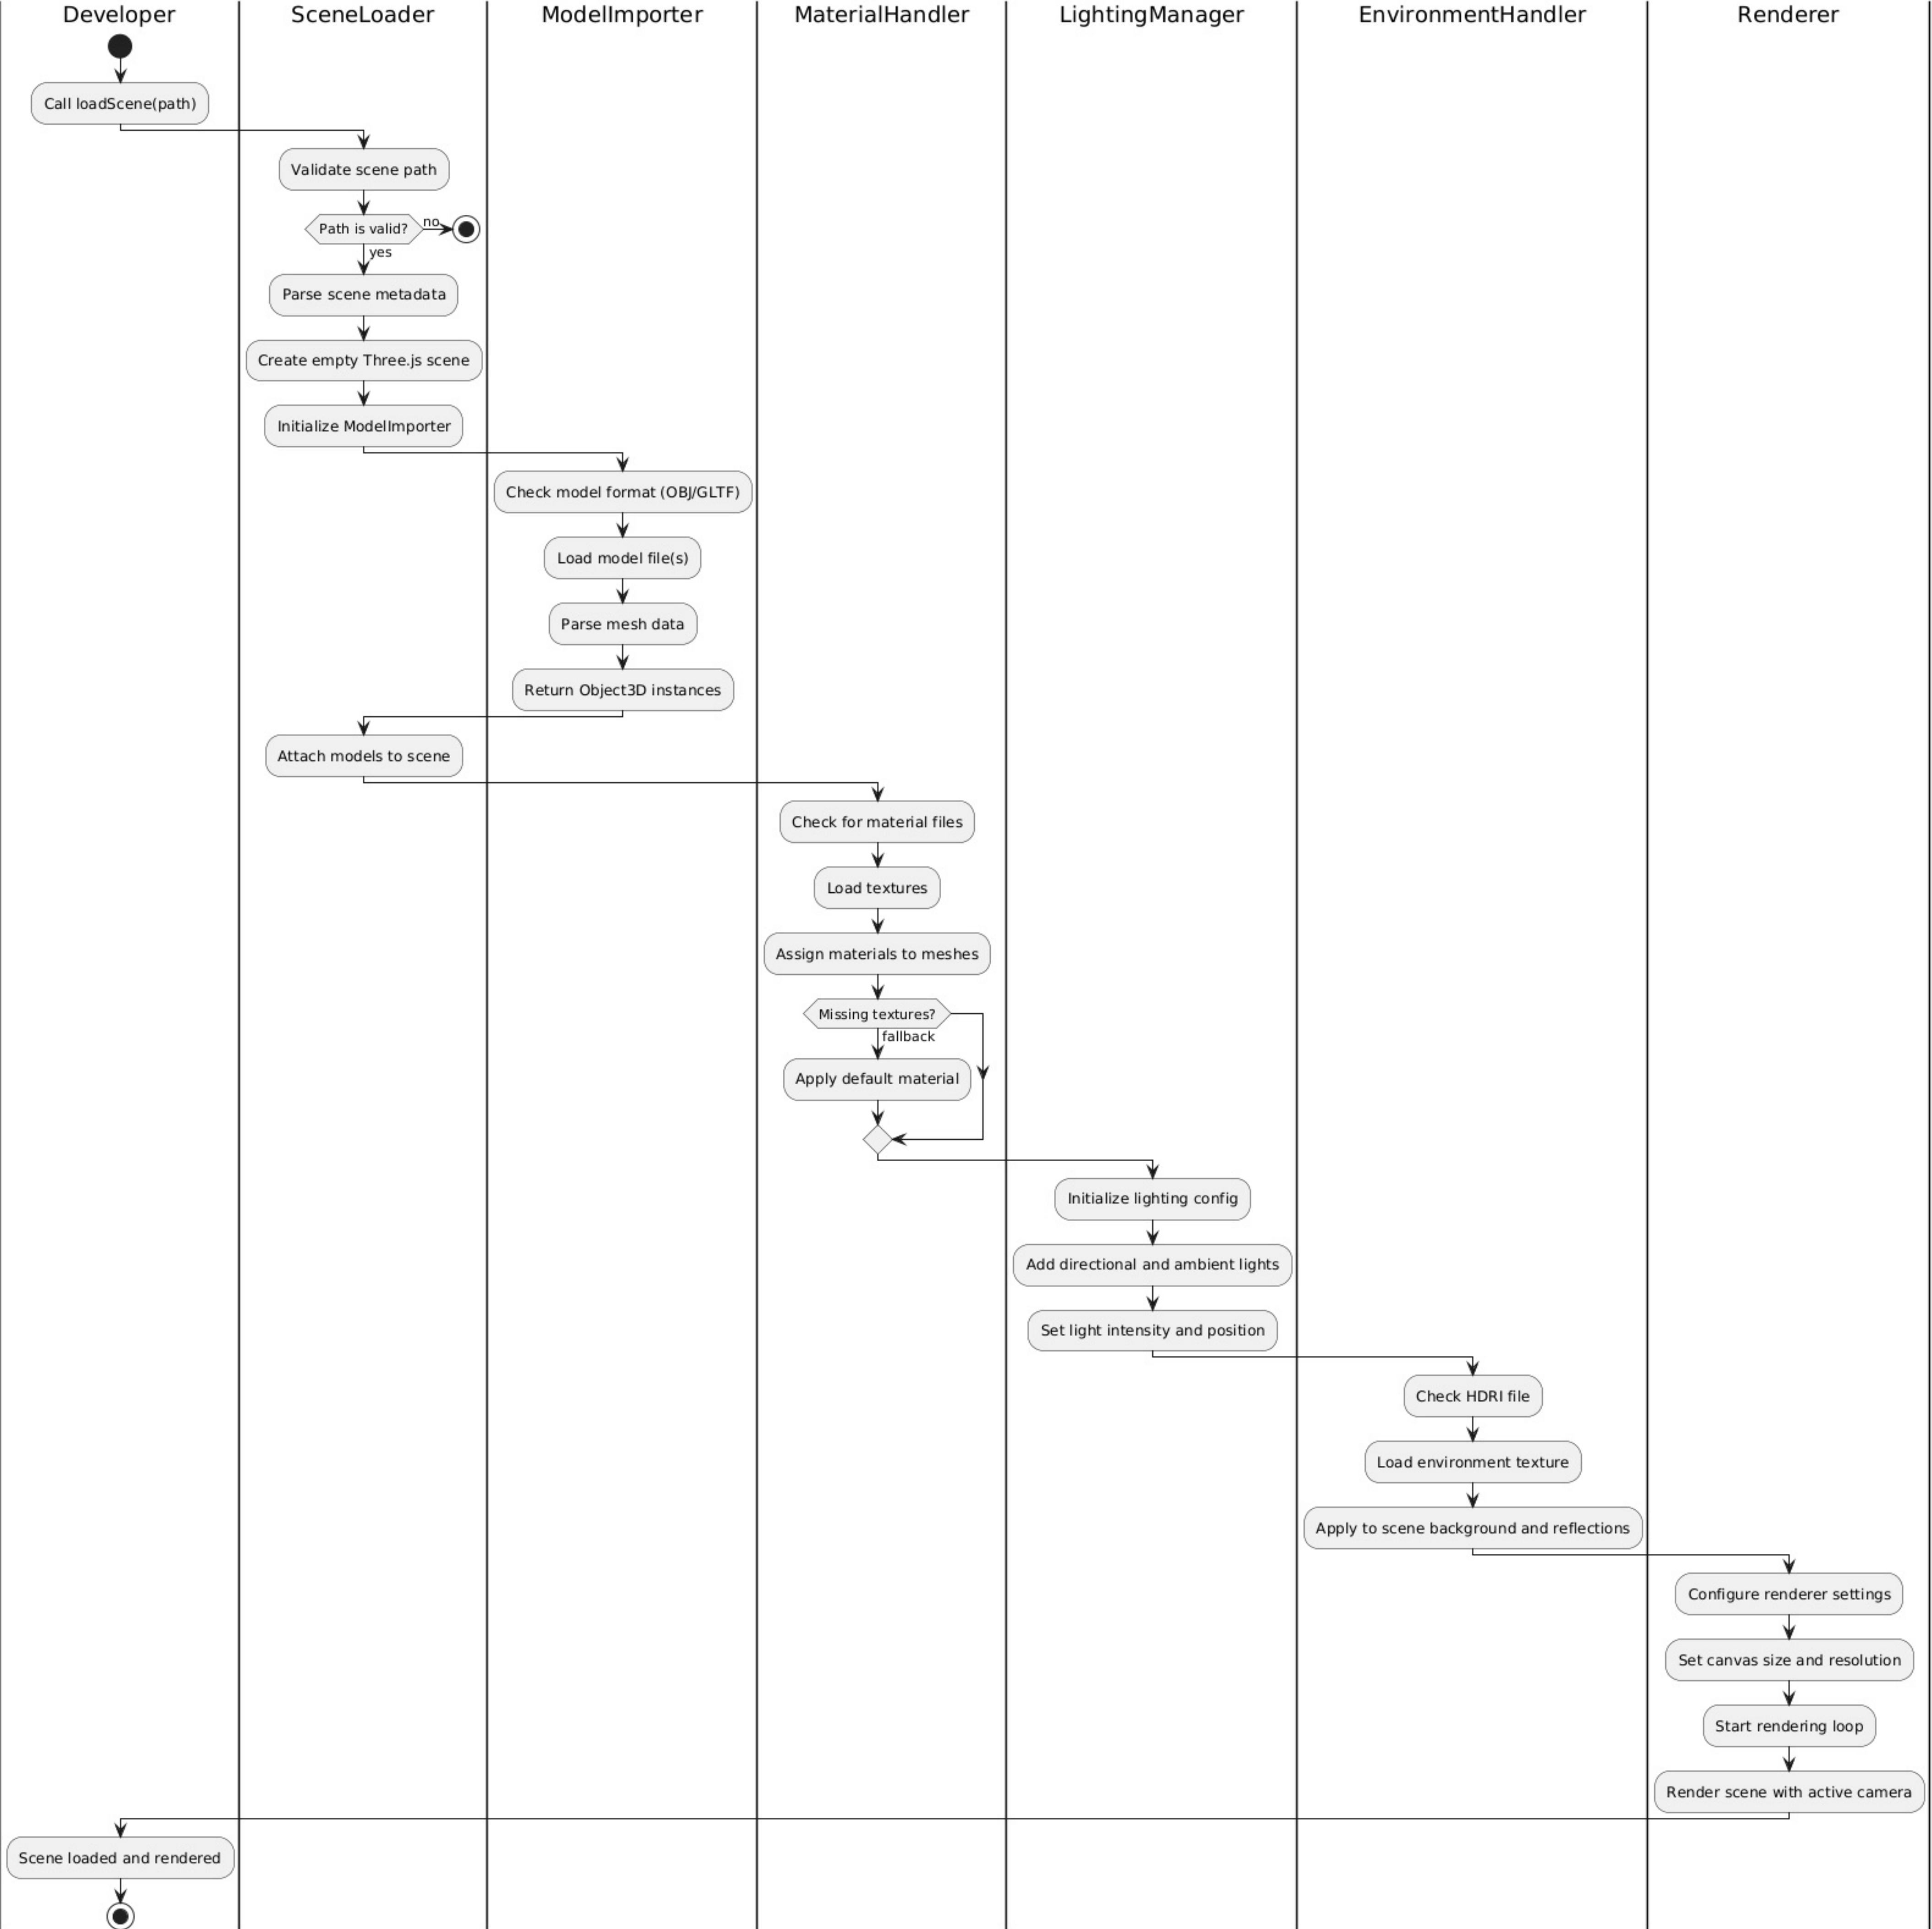 Developer
SceneLoader
ModelImporter
MaterialHandler
LightingManager
EnvironmentHandler
Renderer
Call loadScene(path)
Validate scene path
Path is valid?
no
yes
Parse scene metadata
Create empty Three.js scene
Initialize ModelImporter
Check model format (OBJ/GLTF)
Load model file(s)
Parse mesh data
Return Object3D instances
Attach models to scene
Check for material files
Load textures
Assign materials to meshes
Missing textures?
fallback
Apply default material
Initialize lighting config
Add directional and ambient lights
Set light intensity and position
Check HDRI file
Load environment texture
Apply to scene background and reflections
Configure renderer settings
Set canvas size and resolution
Start rendering loop
Render scene with active camera
Scene loaded and rendered